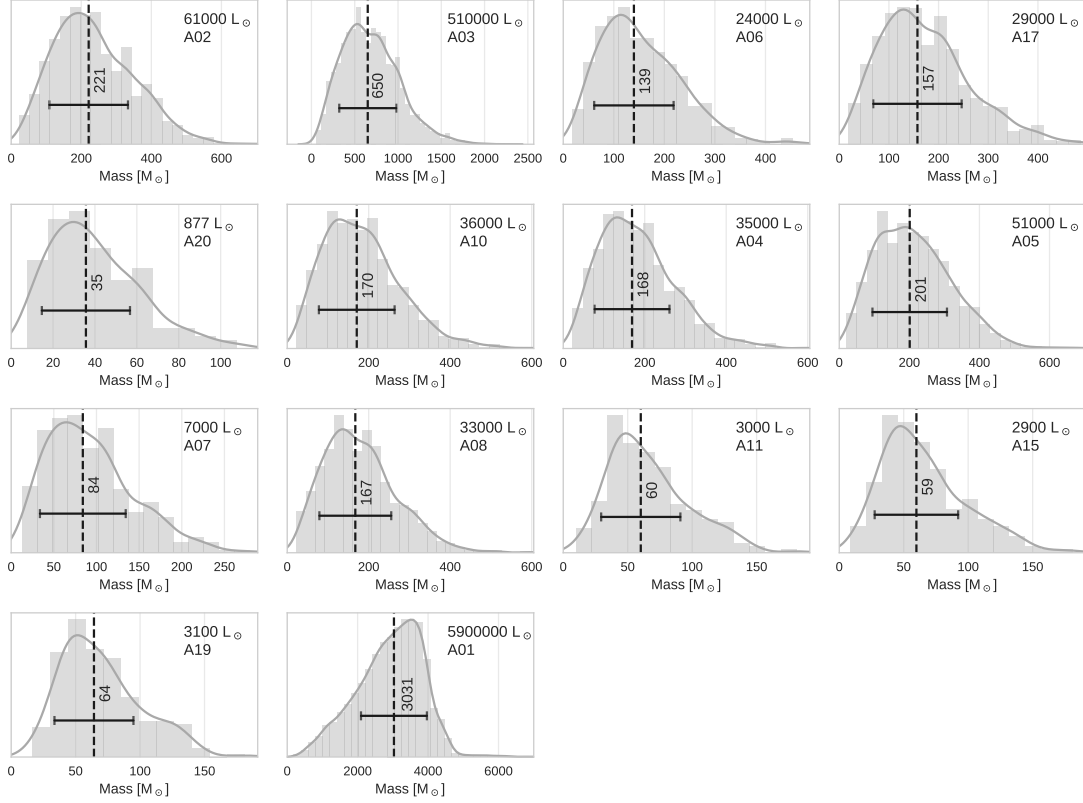 61000 L☉
A02
221
0 200 400 600
Mass [M☉]
510000 L☉
A03
650
0 500 1000 1500 2000 2500
Mass [M☉]
24000 L☉
A06
139
0 100 200 300 400
Mass [M☉]
29000 L☉
A17
157
0 100 200 300 400
Mass [M☉]
877 L☉
A20
35
0 20 40 60 80 100
Mass [M☉]
36000 L☉
A10
170
0 200 400 600
Mass [M☉]
35000 L☉
A04
168
0 200 400 600
Mass [M☉]
51000 L☉
A05
201
0 200 400 600
Mass [M☉]
7000 L☉
A07
84
0 50 100 150 200 250
Mass [M☉]
33000 L☉
A08
167
0 200 400 600
Mass [M☉]
3000 L☉
A11
60
0 50 100 150
Mass [M☉]
2900 L☉
A15
59
0 50 100 150
Mass [M☉]
3100 L☉
A19
64
0 50 100 150
Mass [M☉]
5900000 L☉
A01
3031
0 2000 4000 6000
Mass [M☉]